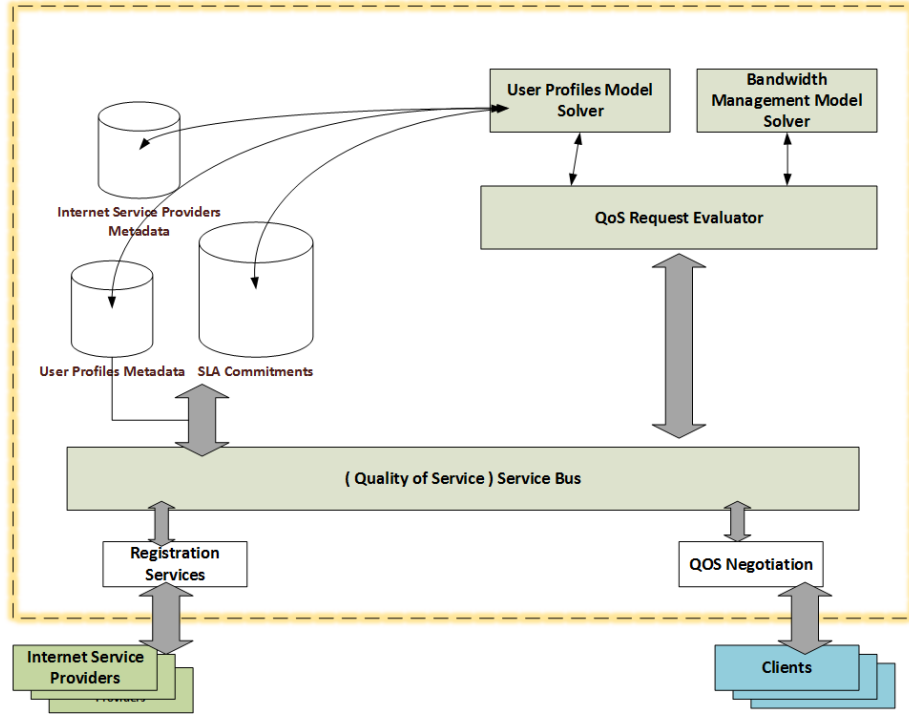 User Profiles Model
Solver
Bandwidth
Management Model
Solver
Internet Service Providers
Metadata
QoS Request Evaluator
User Profiles Metadata
SLA Commitments
( Quality of Service ) Service Bus
Registration
Services
QOS Negotiation
Internet Service
Providers
Providers
Clients